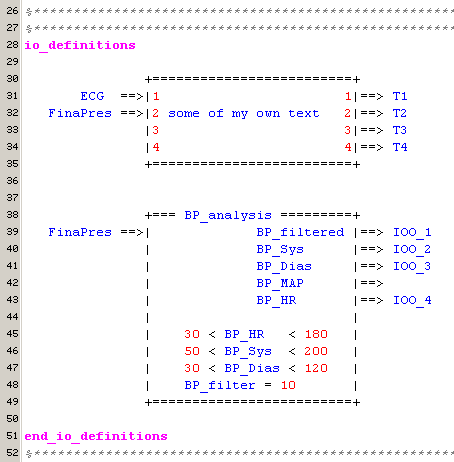 26 %*************************************************
27 %*************************************************
28 io_definitions
29
30                 +========================+
31         ECG  ==>|1                      1|==> T1
32    FinaPres  ==>|2 some of my own text   2|==> T2
33                 |3                      3|==> T3
34                 |4                      4|==> T4
35                 +========================+
36
37
38                 +=== BP_analysis =========+
39    FinaPres  ==>|            BP_filtered |==> IOO_1
40                 |            BP_Sys      |==> IOO_2
41                 |            BP_Dias     |==> IOO_3
42                 |            BP_MAP      |==>
43                 |            BP_HR       |==> IOO_4
44                 |                        |
45                 |    30 < BP_HR   < 180   |
46                 |    50 < BP_Sys  < 200   |
47                 |    30 < BP_Dias < 120   |
48                 |    BP_filter = 10       |
49                 +========================+
50
51 end_io_definitions
52 %*************************************************